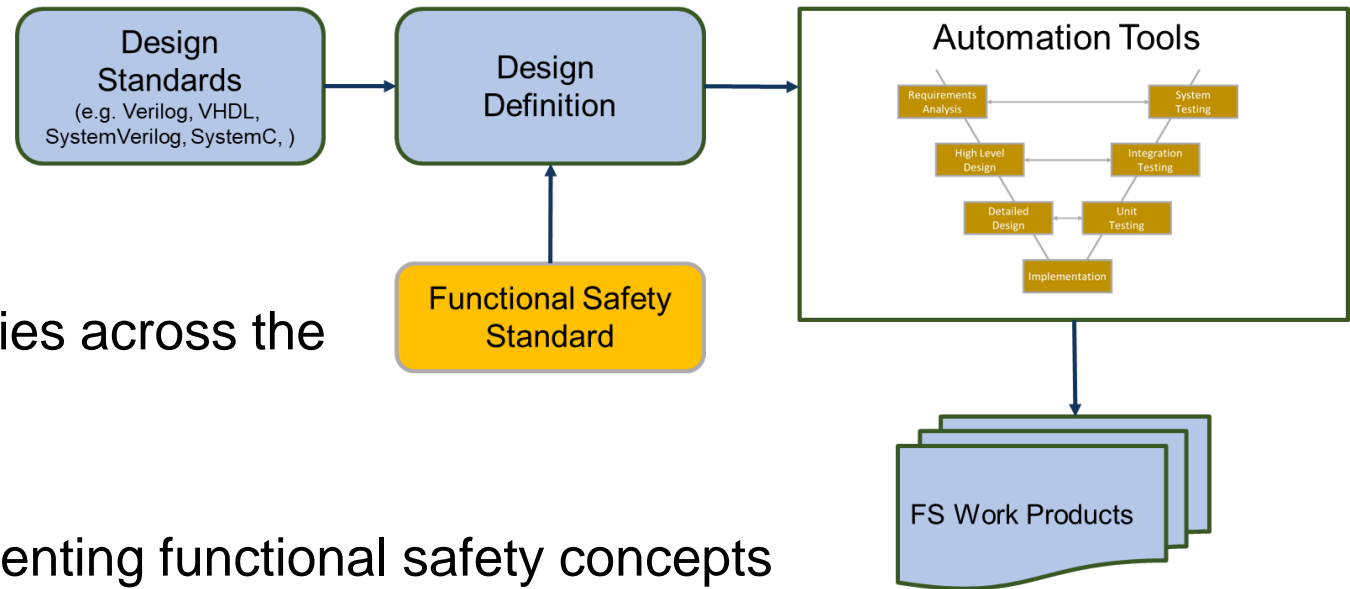 Design
Standards
(e.g. Verilog, VHDL,
SystemVerilog, SystemC, )
Design
Definition
Automation Tools
Requirements
Analysis
System
Testing
High Level
Design
Integration
Testing
Detailed
Design
Unit
Testing
Implementation
Functional Safety
Standard
ies across the
FS Work Products
enting functional safety concepts